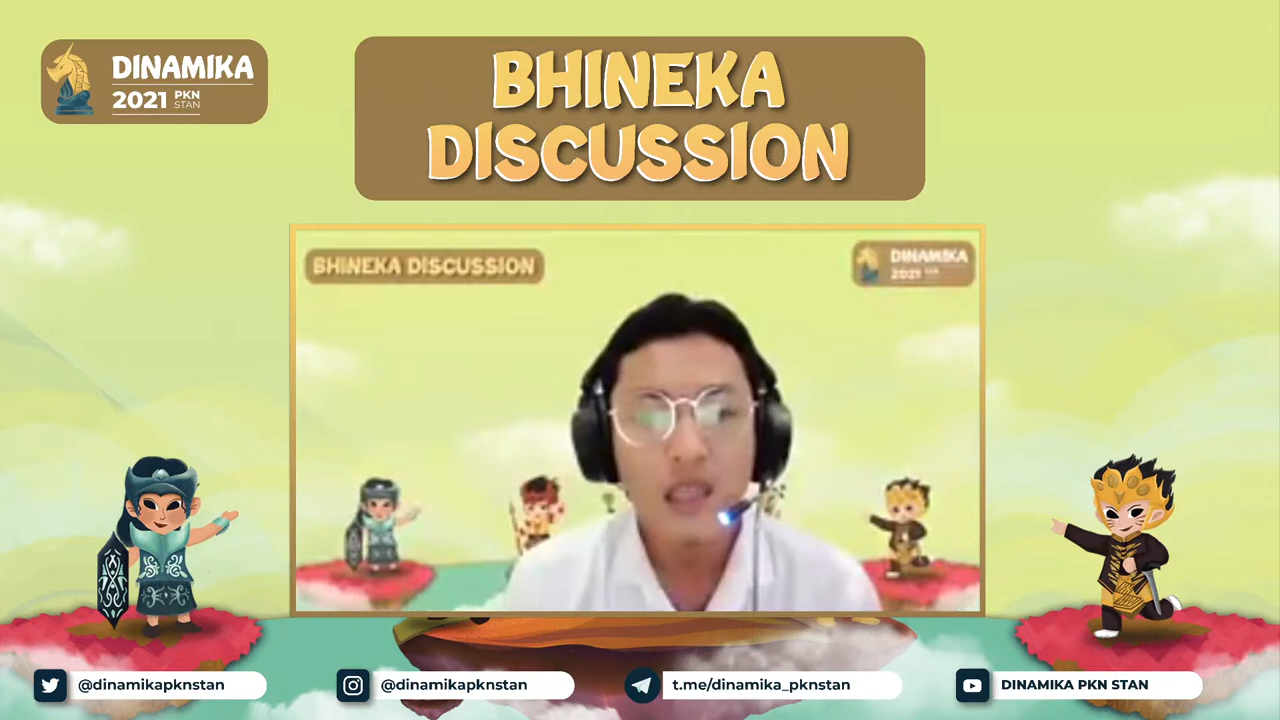 DINAMIKA
2021 PKN
STAN
BHINEKA
DISCUSSION
BHINEKA DISCUSSION
DINAMIKA
2021
@dinamikapknstan
@dinamikapknstan
t.me/dinamika_pknstan
DINAMIKA PKN STAN